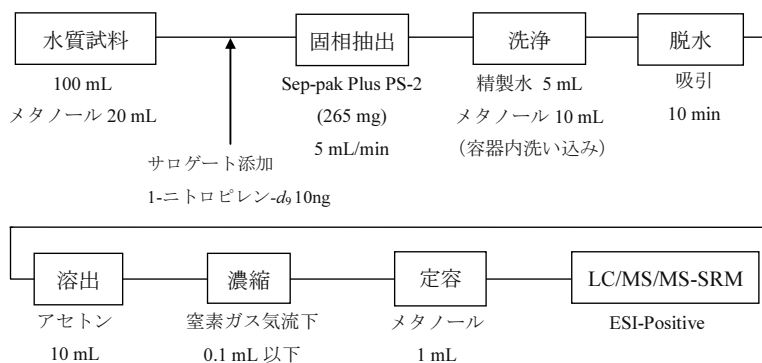 水質試料
100 mL
メタノール 20 mL
サロゲート添加
1-ニトロピレン-d₉ 10ng
固相抽出
Sep-pak Plus PS-2
(265 mg)
5 mL/min
洗浄
精製水 5 mL
メタノール 10 mL
（容器内洗い込み）
脱水
吸引
10 min
溶出
アセトン
10 mL
濃縮
窒素ガス気流下
0.1 mL 以下
定容
メタノール
1 mL
LC/MS/MS-SRM
ESI-Positive